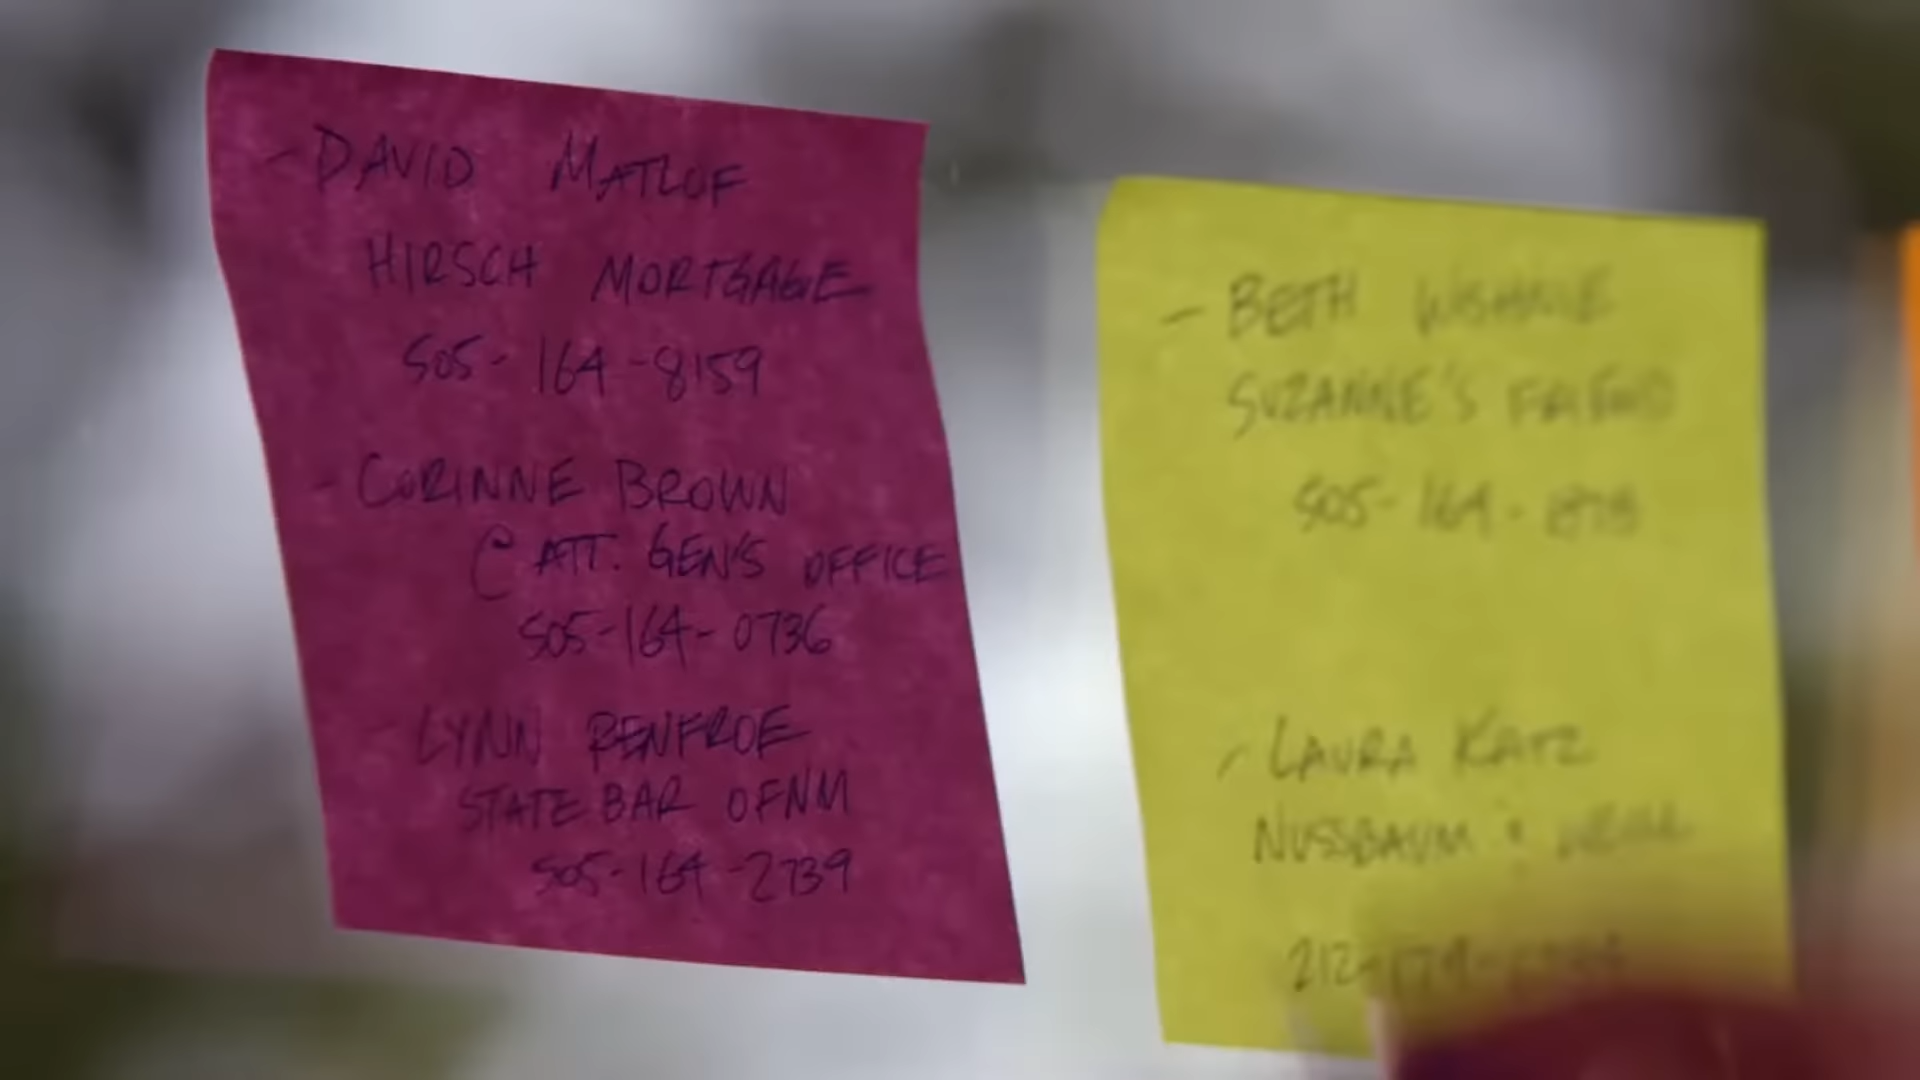 - DAVID MATLOF
HIRSCH MORTGAGE
505-164-8159
- CORINNE BROWN
@ ATT. GEN'S OFFICE
505-164-0736
- LYNN RENFROE
STATE BAR OF NM
505-164-2739
- BETH
SUZANNE'S FRIEND
505-164-
- LAURA KATZ
NUSSBAUM
212-